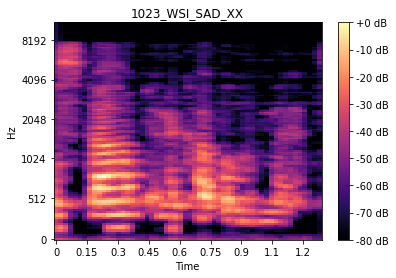 1023_WSI_SAD_XX
8192
4096
2048
1024
512
0
Hz
0 0.15 0.3 0.45 0.6 0.75 0.9 1.1 1.2
Time
+0 dB
-10 dB
-20 dB
-30 dB
-40 dB
-50 dB
-60 dB
-70 dB
-80 dB